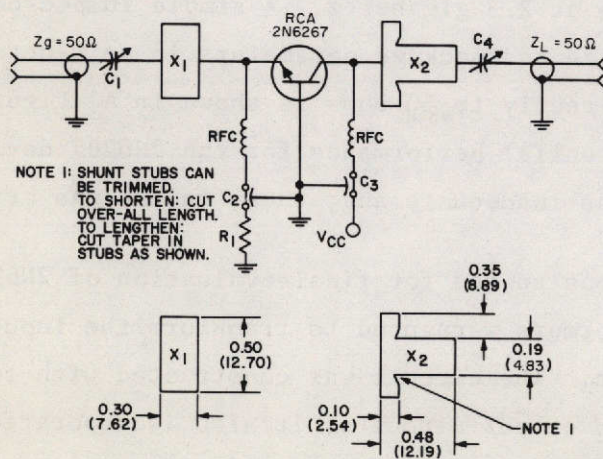 RCA
2N6267
Zg = 50Ω
C1
X1
X2
C4
ZL = 50Ω
RFC
RFC
C2
C3
R1
VCC
NOTE 1: SHUNT STUBS CAN
BE TRIMMED.
TO SHORTEN: CUT
OVER-ALL LENGTH.
TO LENGTHEN:
CUT TAPER IN
STUBS AS SHOWN.
X1
0.50
(12.70)
0.30
(7.62)
X2
0.35
(8.89)
0.19
(4.83)
0.10
(2.54)
0.48
(12.19)
NOTE 1